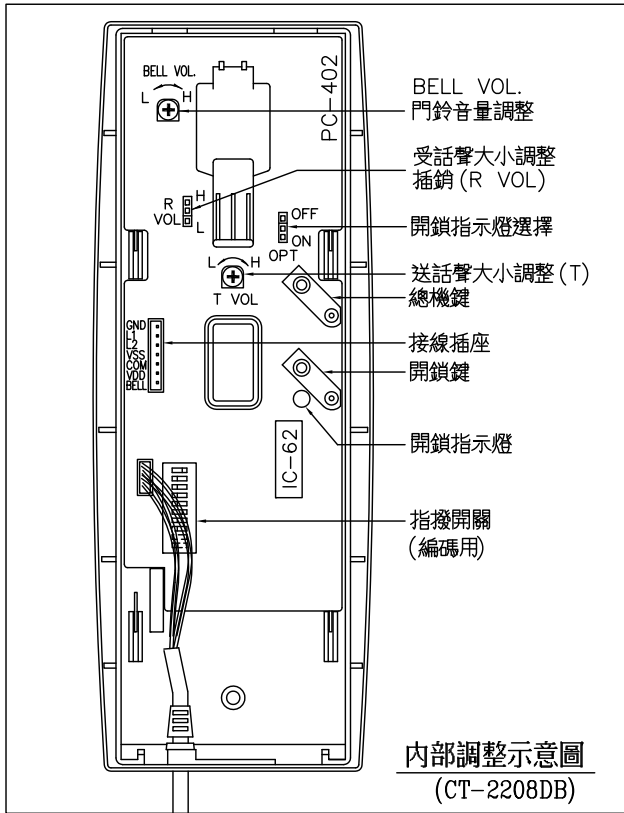 BELL VOL.
L H
PC-402
BELL VOL.
門鈴音量調整
受話聲大小調整
插銷(R VOL)
R
VOL
H
L
OFF
ON
OPT
開鎖指示燈選擇
L H
T VOL
送話聲大小調整(T)
總機鍵
GND
L1
L2
VSS
COM
VDD
BELL
接線插座
開鎖鍵
開鎖指示燈
IC-62
指撥開關
(編碼用)
內部調整示意圖
(CT-2208DB)